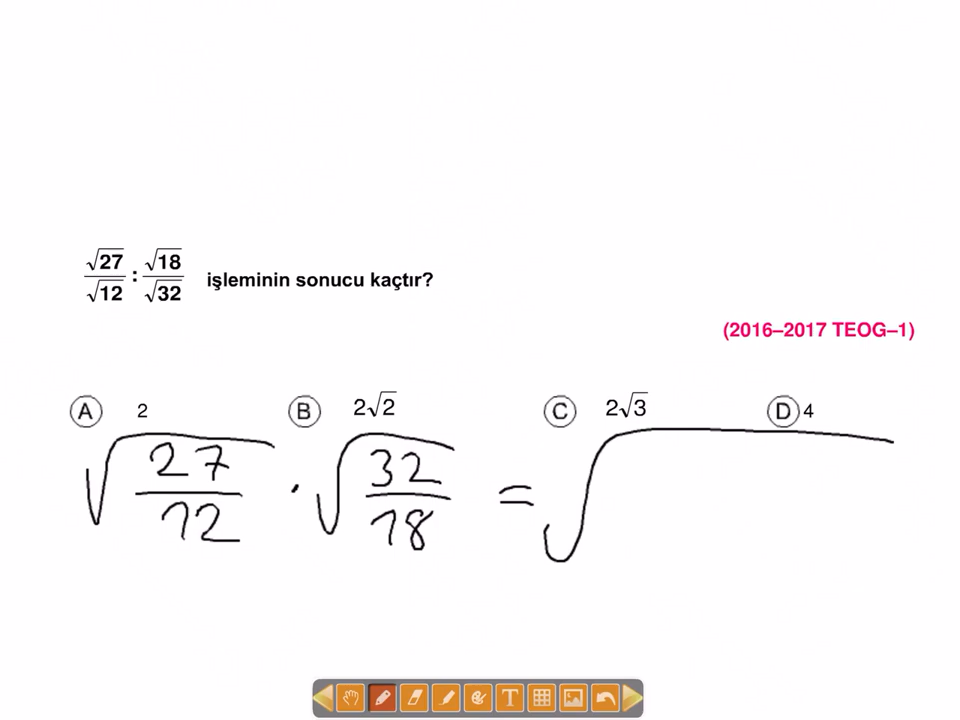 √27/√12 : √18/√32 işleminin sonucu kaçtır?
(2016–2017 TEOG–1)
A 2 B 2√2 C 2√3 D 4
√(27/12) · √(32/18) = √
T